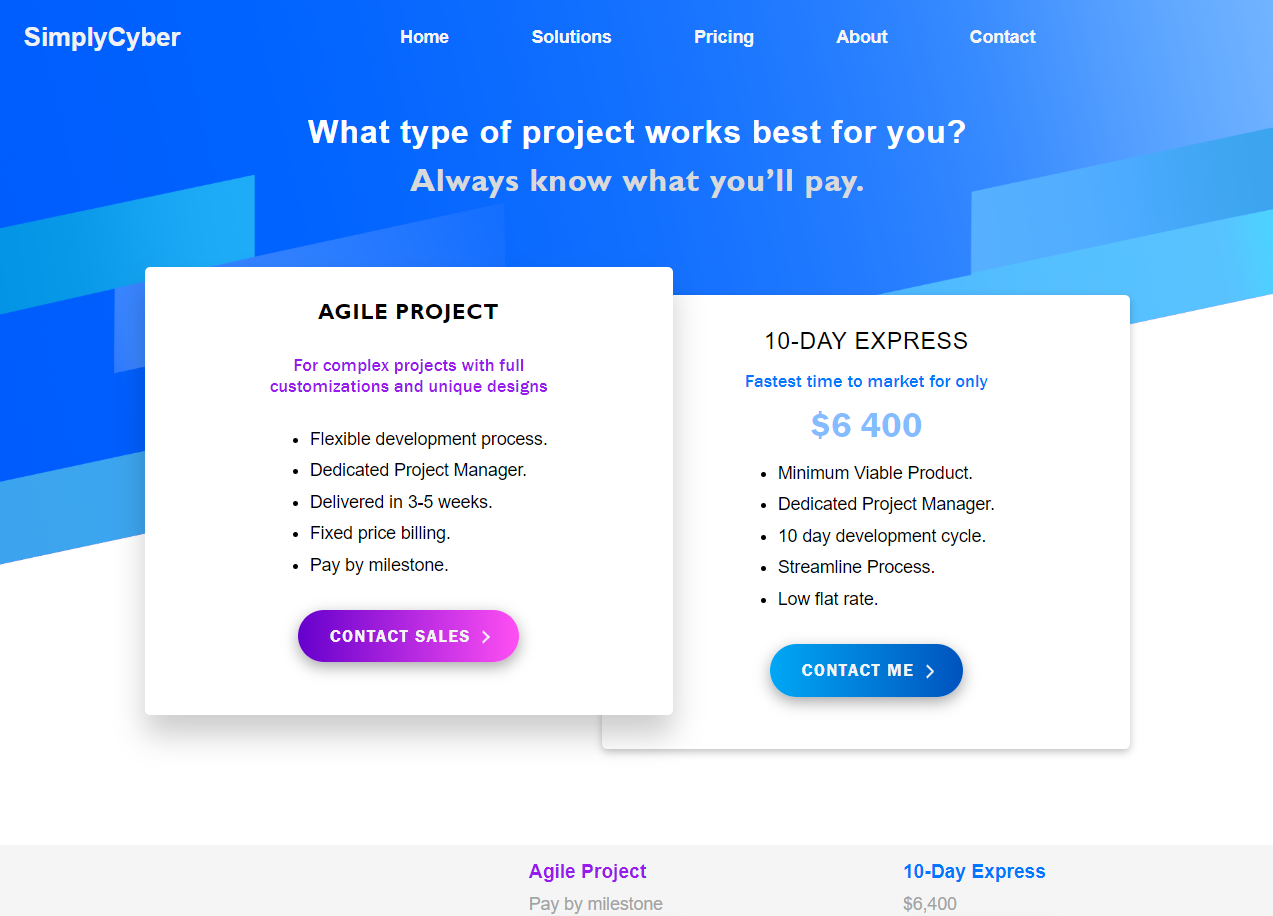 SimplyCyber
Home
Solutions
Pricing
About
Contact
What type of project works best for you?
Always know what you’ll pay.
AGILE PROJECT
For complex projects with full
customizations and unique designs
Flexible development process.
Dedicated Project Manager.
Delivered in 3-5 weeks.
Fixed price billing.
Pay by milestone.
CONTACT SALES
10-DAY EXPRESS
Fastest time to market for only
$6 400
Minimum Viable Product.
Dedicated Project Manager.
10 day development cycle.
Streamline Process.
Low flat rate.
CONTACT ME
Agile Project
10-Day Express
Pay by milestone
$6,400